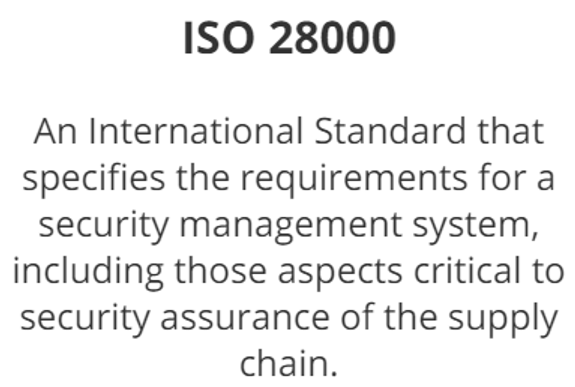 ISO 28000
An International Standard that
specifies the requirements for a
security management system,
including those aspects critical to
security assurance of the supply
chain.